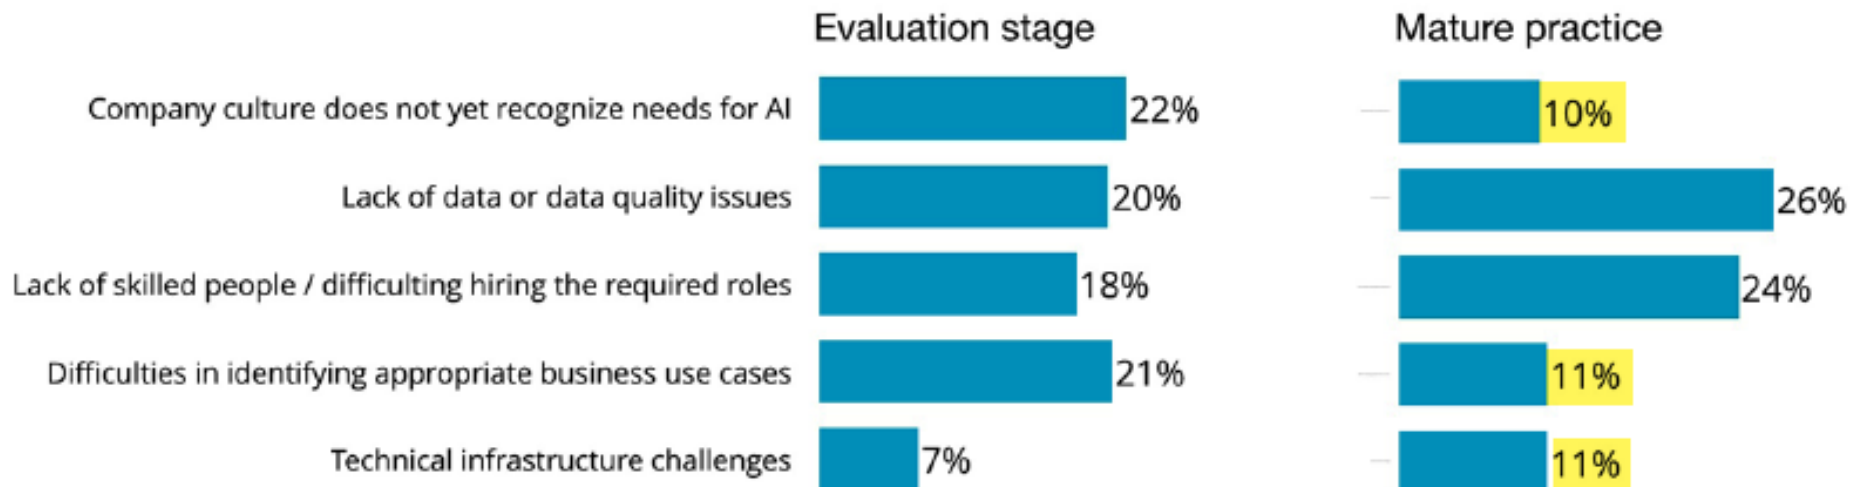 Evaluation stage Mature practice
Company culture does not yet recognize needs for AI 22% 10%
Lack of data or data quality issues 20% 26%
Lack of skilled people / difficulting hiring the required roles 18% 24%
Difficulties in identifying appropriate business use cases 21% 11%
Technical infrastructure challenges 7% 11%